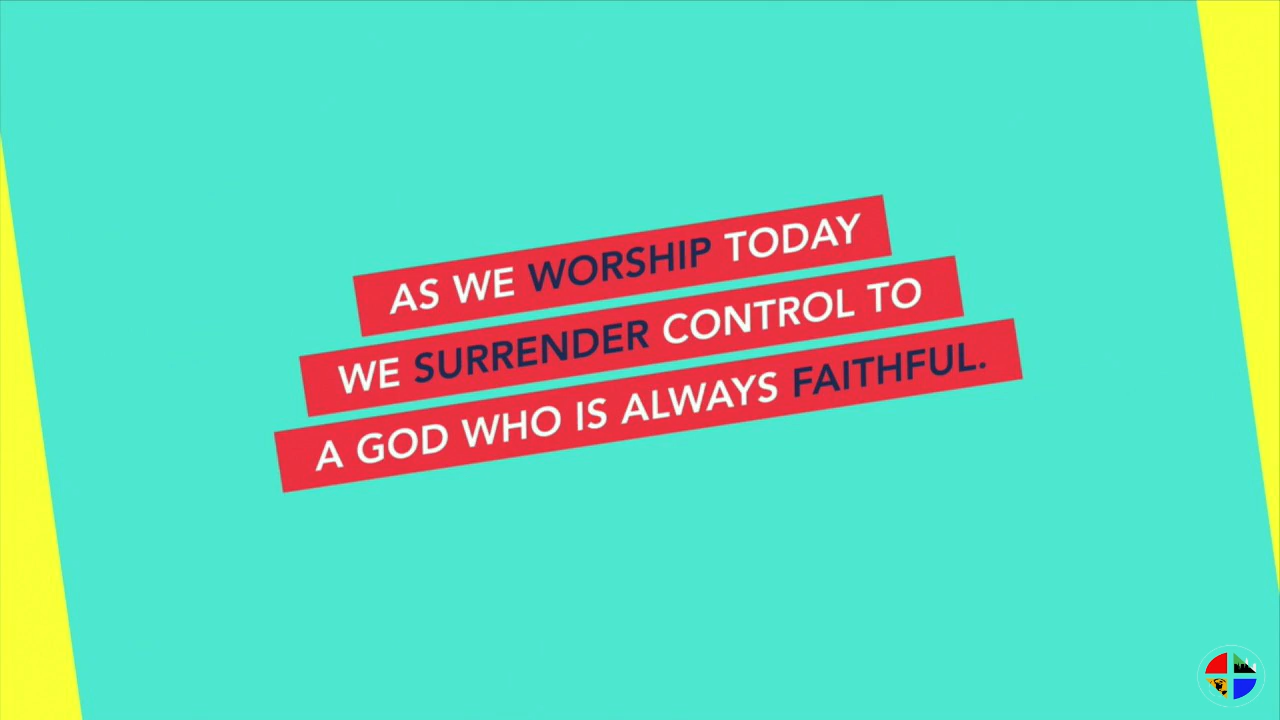 AS WE WORSHIP TODAY
WE SURRENDER CONTROL TO
A GOD WHO IS ALWAYS FAITHFUL.